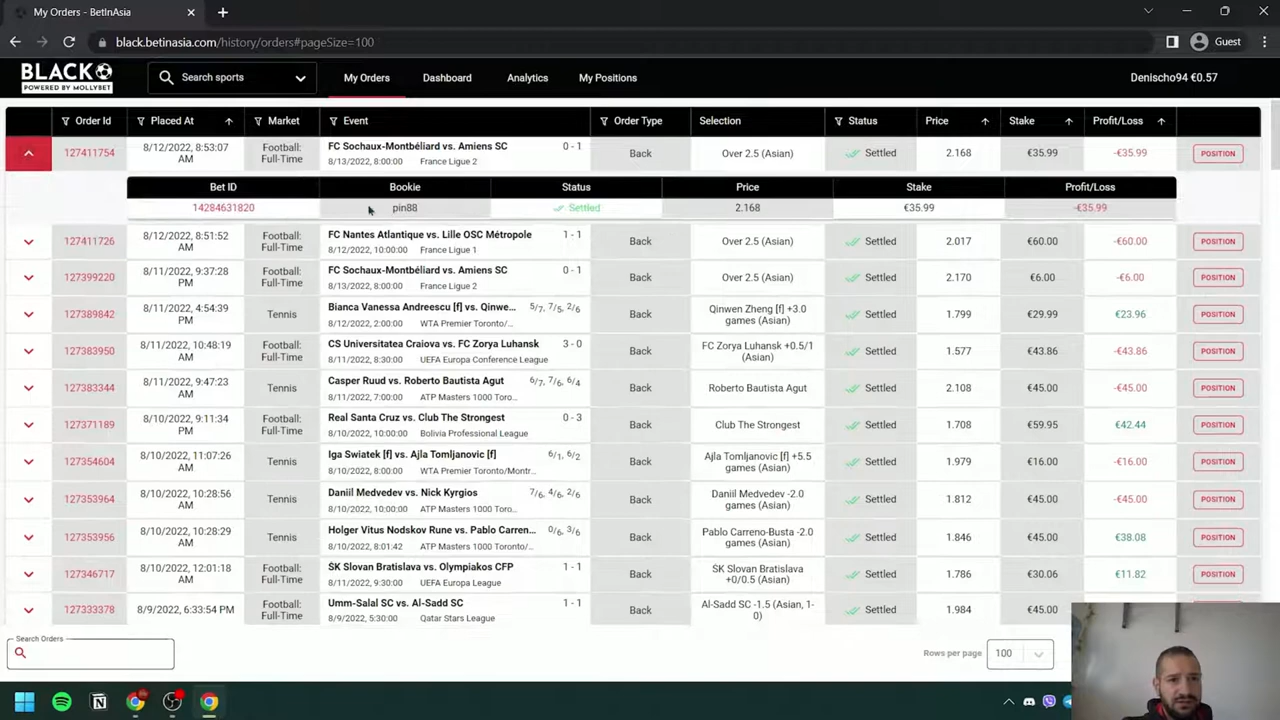 My Orders - BetInAsia
black.betinasia.com/history/orders#pageSize=100
Guest
BLACK
POWERED BY MOLLYBET
Search sports
My Orders
Dashboard
Analytics
My Positions
Denischo94 €0.57
Order Id Placed At Market Event Order Type Selection Status Price Stake Profit/Loss
127411754 8/12/2022, 8:53:07 AM Football: Full-Time FC Sochaux-Montbéliard vs. Amiens SC 0 - 1 8/13/2022, 8:00:00 France Ligue 2 Back Over 2.5 (Asian) Settled 2.168 €35.99 -€35.99 POSITION
Bet ID Bookie Status Price Stake Profit/Loss
14284631820 pin88 Settled 2.168 €35.99 -€35.99
127411726 8/12/2022, 8:51:52 AM Football: Full-Time FC Nantes Atlantique vs. Lille OSC Métropole 1 - 1 8/12/2022, 10:00:00 France Ligue 1 Back Over 2.5 (Asian) Settled 2.017 €60.00 -€60.00 POSITION
127399220 8/11/2022, 9:37:28 PM Football: Full-Time FC Sochaux-Montbéliard vs. Amiens SC 0 - 1 8/13/2022, 8:00:00 France Ligue 2 Back Over 2.5 (Asian) Settled 2.170 €6.00 -€6.00 POSITION
127389842 8/11/2022, 4:54:39 PM Tennis Bianca Vanessa Andreescu [f] vs. Qinwe... 5/7, 7/5, 2/6 8/12/2022, 2:00:00 WTA Premier Toronto/... Back Qinwen Zheng [f] +3.0 games (Asian) Settled 1.799 €29.99 €23.96 POSITION
127383950 8/11/2022, 10:48:19 AM Football: Full-Time CS Universitatea Craiova vs. FC Zorya Luhansk 3 - 0 8/11/2022, 8:30:00 UEFA Europa Conference League Back FC Zorya Luhansk +0.5/1 (Asian) Settled 1.577 €43.86 -€43.86 POSITION
127383344 8/11/2022, 9:47:23 AM Tennis Casper Ruud vs. Roberto Bautista Agut 6/7, 7/6, 6/4 8/11/2022, 7:00:00 ATP Masters 1000 Toro... Back Roberto Bautista Agut Settled 2.108 €45.00 -€45.00 POSITION
127371189 8/10/2022, 9:11:34 PM Football: Full-Time Real Santa Cruz vs. Club The Strongest 0 - 3 8/10/2022, 10:00:00 Bolivia Professional League Back Club The Strongest Settled 1.708 €59.95 €42.44 POSITION
127354604 8/10/2022, 11:07:26 AM Tennis Iga Swiatek [f] vs. Ajla Tomljanovic [f] 6/1, 6/2 8/10/2022, 8:00:00 WTA Premier Toronto/Montr... Back Ajla Tomljanovic [f] +5.5 games (Asian) Settled 1.979 €16.00 -€16.00 POSITION
127353964 8/10/2022, 10:28:56 AM Tennis Daniil Medvedev vs. Nick Kyrgios 7/6, 4/6, 2/6 8/10/2022, 10:00:00 ATP Masters 1000 Toro... Back Daniil Medvedev -2.0 games (Asian) Settled 1.812 €45.00 -€45.00 POSITION
127353956 8/10/2022, 10:28:29 AM Tennis Holger Vitus Nodskov Rune vs. Pablo Carren... 0/6, 3/6 8/10/2022, 8:01:42 ATP Masters 1000 Toronto/... Back Pablo Carreno-Busta -2.0 games (Asian) Settled 1.846 €45.00 €38.08 POSITION
127346717 8/10/2022, 12:01:18 AM Football: Full-Time ŠK Slovan Bratislava vs. Olympiakos CFP 1 - 1 8/11/2022, 9:30:00 UEFA Europa League Back ŠK Slovan Bratislava +0/0.5 (Asian) Settled 1.786 €30.06 €11.82 POSITION
127333378 8/9/2022, 6:33:54 PM Football: Full-Time Umm-Salal SC vs. Al-Sadd SC 1 - 1 8/9/2022, 5:30:00 Qatar Stars League Back Al-Sadd SC -1.5 (Asian, 1-0) Settled 1.984 €45.00
Search Orders
Rows per page 100